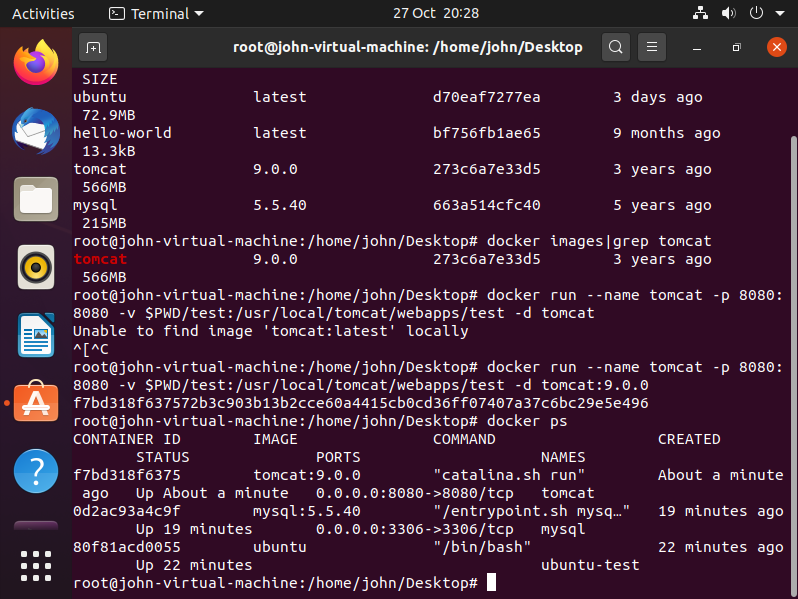 Activities
Terminal
27 Oct 20:28
root@john-virtual-machine: /home/john/Desktop
SIZE
ubuntu latest d70eaf7277ea 3 days ago
72.9MB
hello-world latest bf756fb1ae65 9 months ago
13.3kB
tomcat 9.0.0 273c6a7e33d5 3 years ago
566MB
mysql 5.5.40 663a514cfc40 5 years ago
215MB
root@john-virtual-machine:/home/john/Desktop# docker images|grep tomcat
tomcat 9.0.0 273c6a7e33d5 3 years ago
566MB
root@john-virtual-machine:/home/john/Desktop# docker run --name tomcat -p 8080:
8080 -v $PWD/test:/usr/local/tomcat/webapps/test -d tomcat
Unable to find image 'tomcat:latest' locally
^[^C
root@john-virtual-machine:/home/john/Desktop# docker run --name tomcat -p 8080:
8080 -v $PWD/test:/usr/local/tomcat/webapps/test -d tomcat:9.0.0
f7bd318f637572b3c903b13b2cce60a4415cb0cd36ff07407a37c6bc29e5e496
root@john-virtual-machine:/home/john/Desktop# docker ps
CONTAINER ID IMAGE COMMAND CREATED
STATUS PORTS NAMES
f7bd318f6375 tomcat:9.0.0 "catalina.sh run" About a minute
ago Up About a minute 0.0.0.0:8080->8080/tcp tomcat
0d2ac93a4c9f mysql:5.5.40 "/entrypoint.sh mysq…" 19 minutes ago
Up 19 minutes 0.0.0.0:3306->3306/tcp mysql
80f81acd0055 ubuntu "/bin/bash" 22 minutes ago
Up 22 minutes ubuntu-test
root@john-virtual-machine:/home/john/Desktop#